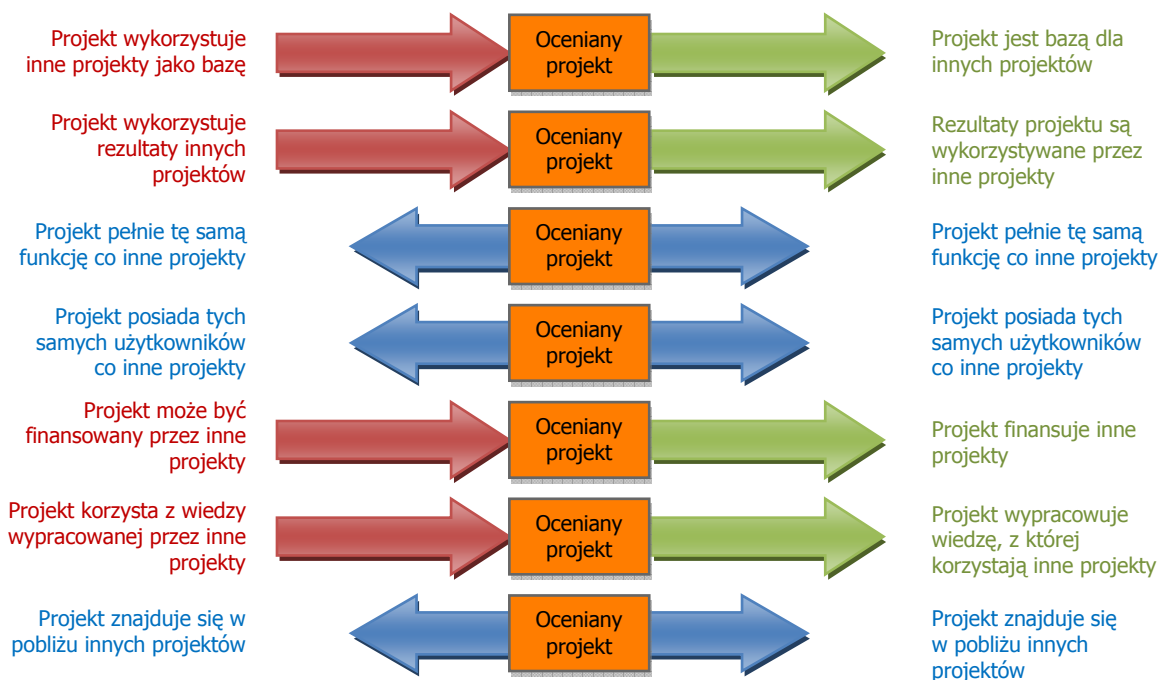 Projekt wykorzystuje
inne projekty jako bazę
Oceniany
projekt
Projekt jest bazą dla
innych projektów
Projekt wykorzystuje
rezultaty innych
projektów
Oceniany
projekt
Rezultaty projektu są
wykorzystywane przez
inne projekty
Projekt pełnie tę samą
funkcję co inne projekty
Oceniany
projekt
Projekt pełnie tę samą
funkcję co inne projekty
Projekt posiada tych
samych użytkowników
co inne projekty
Oceniany
projekt
Projekt posiada tych
samych użytkowników
co inne projekty
Projekt może być
finansowany przez inne
projekty
Oceniany
projekt
Projekt finansuje inne
projekty
Projekt korzysta z wiedzy
wypracowanej przez inne
projekty
Oceniany
projekt
Projekt wypracowuje
wiedzę, z której
korzystają inne projekty
Projekt znajduje się w
pobliżu innych projektów
Oceniany
projekt
Projekt znajduje się
w pobliżu innych
projektów